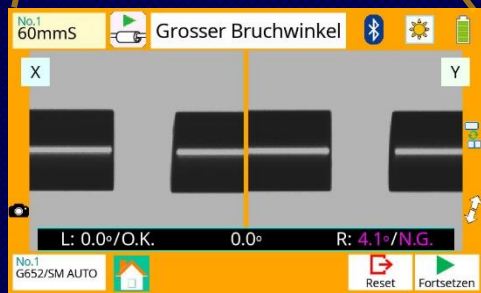 No.1
60mmS
Grosser Bruchwinkel
X
Y
L: 0.0°/O.K. 0.0° R: 4.1°/N.G.
No.1
G652/SM AUTO
Reset
Fortsetzen